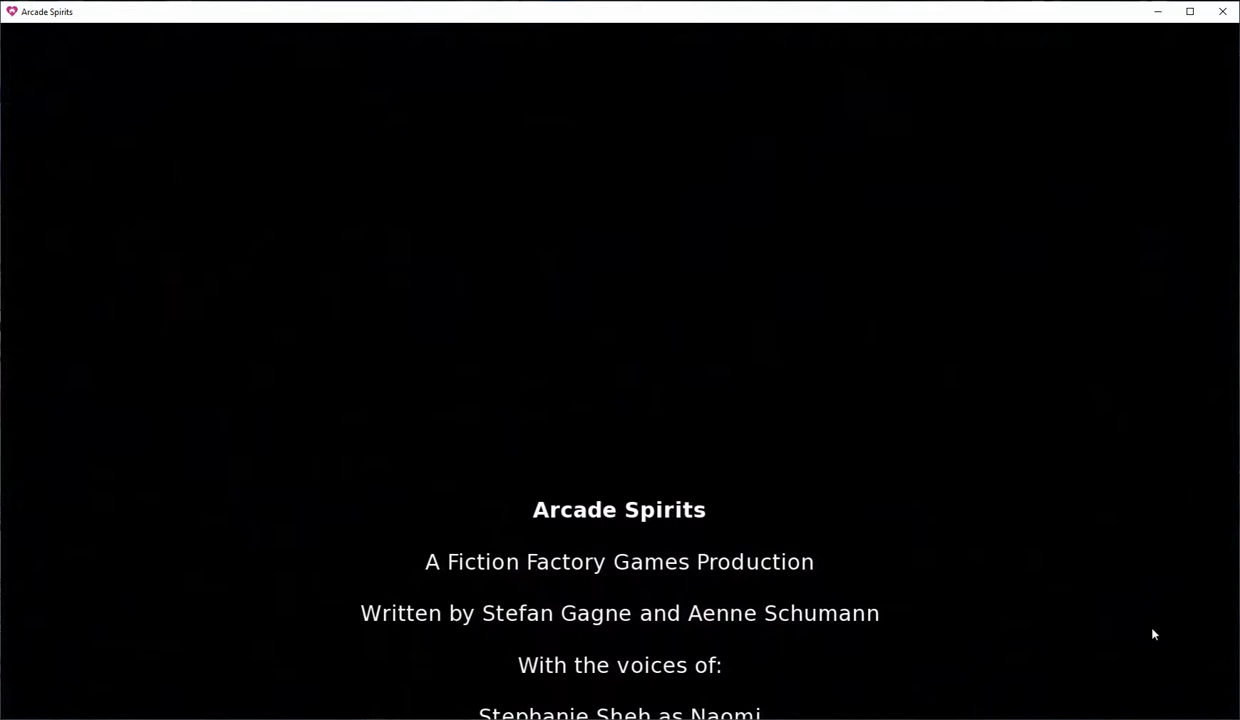 Arcade Spirits
Arcade Spirits
A Fiction Factory Games Production
Written by Stefan Gagne and Aenne Schumann
With the voices of:
Stephanie Sheh as Naomi